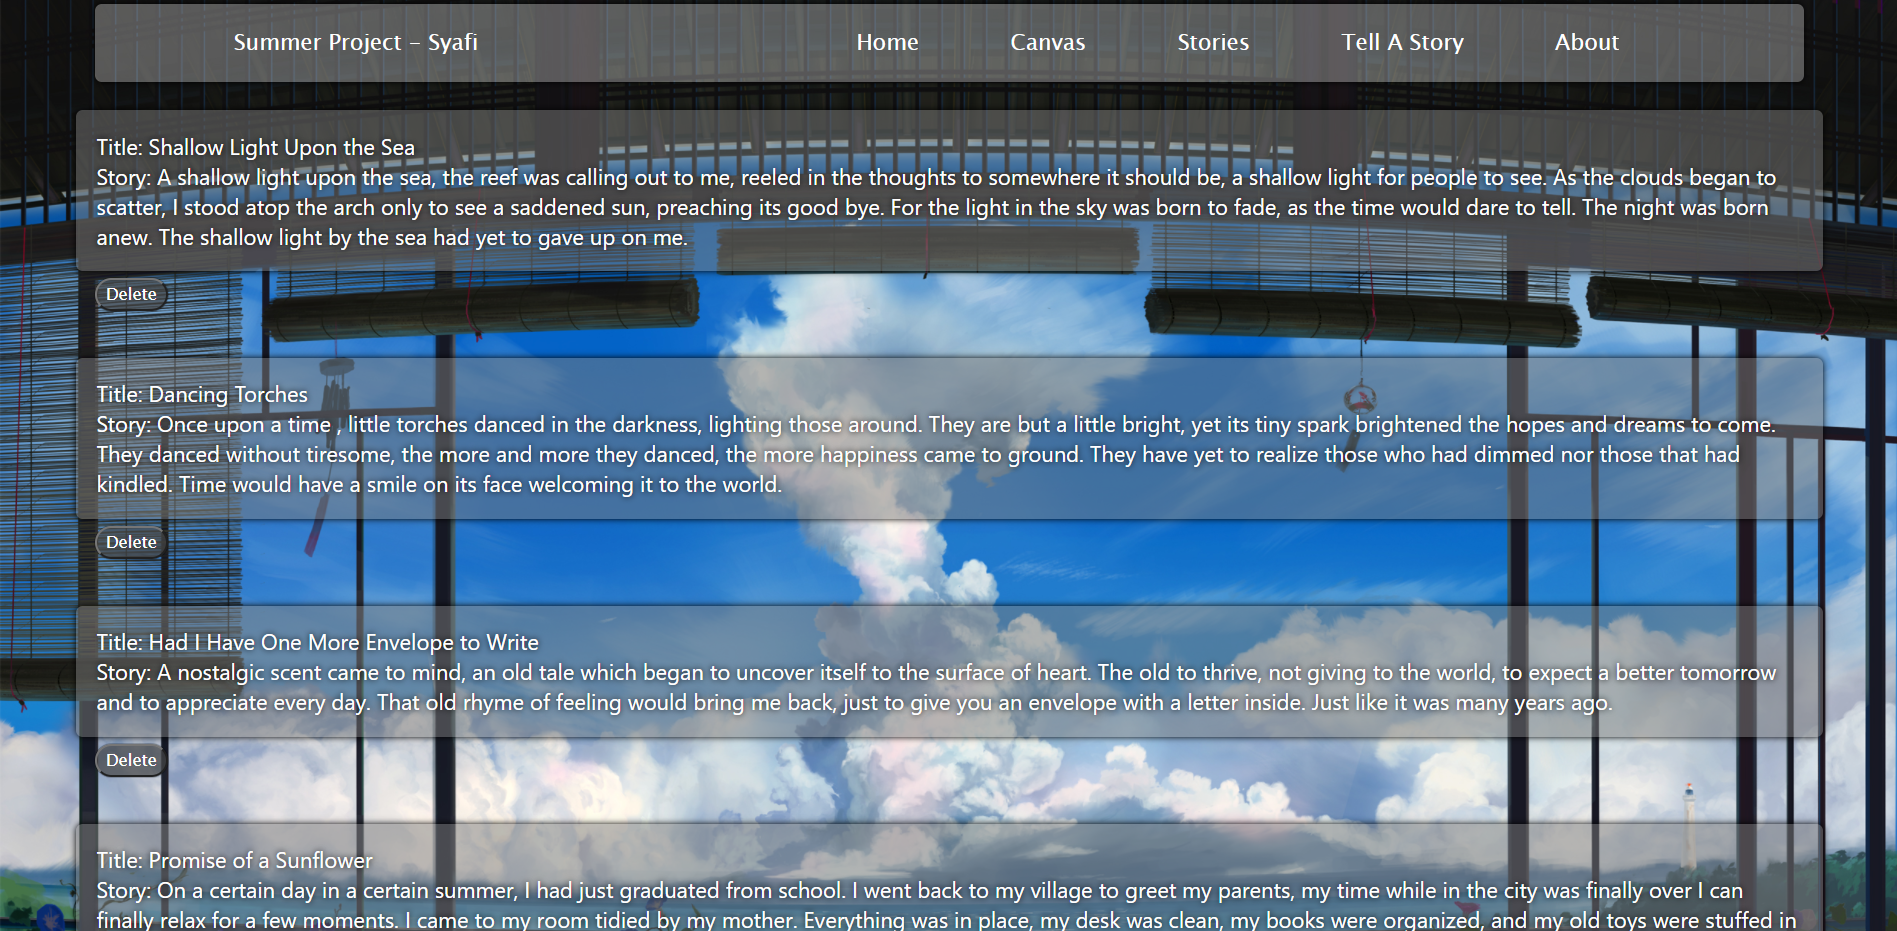 Summer Project - Syafi
Home Canvas Stories Tell A Story About
Title: Shallow Light Upon the Sea
Story: A shallow light upon the sea, the reef was calling out to me, reeled in the thoughts to somewhere it should be, a shallow light for people to see. As the clouds began to
scatter, I stood atop the arch only to see a saddened sun, preaching its good bye. For the light in the sky was born to fade, as the time would dare to tell. The night was born
anew. The shallow light by the sea had yet to gave up on me.
Delete
Title: Dancing Torches
Story: Once upon a time , little torches danced in the darkness, lighting those around. They are but a little bright, yet its tiny spark brightened the hopes and dreams to come.
They danced without tiresome, the more and more they danced, the more happiness came to ground. They have yet to realize those who had dimmed nor those that had
kindled. Time would have a smile on its face welcoming it to the world.
Delete
Title: Had I Have One More Envelope to Write
Story: A nostalgic scent came to mind, an old tale which began to uncover itself to the surface of heart. The old to thrive, not giving to the world, to expect a better tomorrow
and to appreciate every day. That old rhyme of feeling would bring me back, just to give you an envelope with a letter inside. Just like it was many years ago.
Delete
Title: Promise of a Sunflower
Story: On a certain day in a certain summer, I had just graduated from school. I went back to my village to greet my parents, my time while in the city was finally over I can
finally relax for a few moments. I came to my room tidied by my mother. Everything was in place, my desk was clean, my books were organized, and my old toys were stuffed in